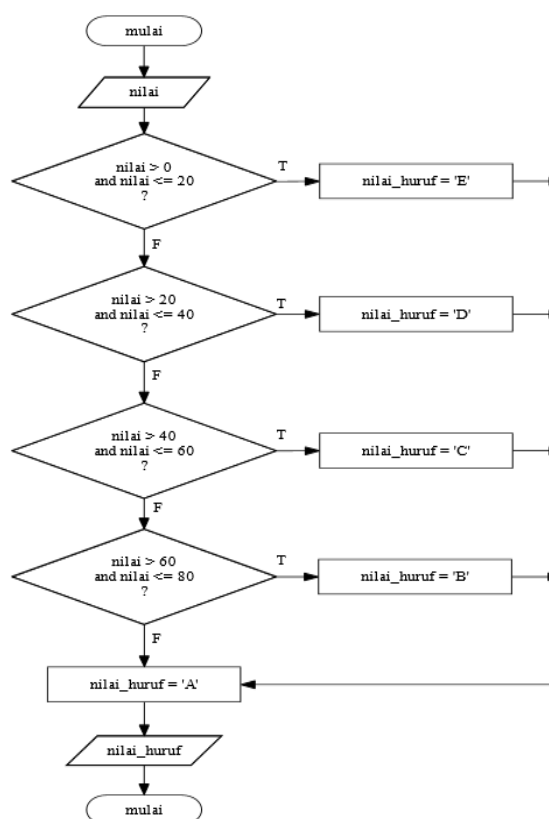 mulai
nilai
nilai > 0
and nilai <= 20
?
T
nilai_huruf = 'E'
F
nilai > 20
and nilai <= 40
?
T
nilai_huruf = 'D'
F
nilai > 40
and nilai <= 60
?
T
nilai_huruf = 'C'
F
nilai > 60
and nilai <= 80
?
T
nilai_huruf = 'B'
F
nilai_huruf = 'A'
nilai_huruf
mulai